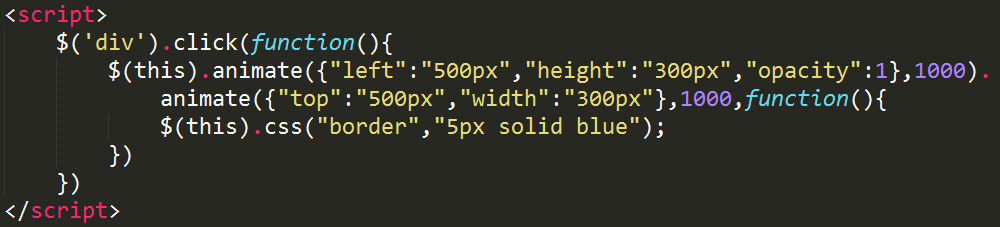 <script>
$('div').click(function(){
$(this).animate({"left":"500px","height":"300px","opacity":1},1000).
animate({"top":"500px","width":"300px"},1000,function(){
$(this).css("border","5px solid blue");
})
})
</script>